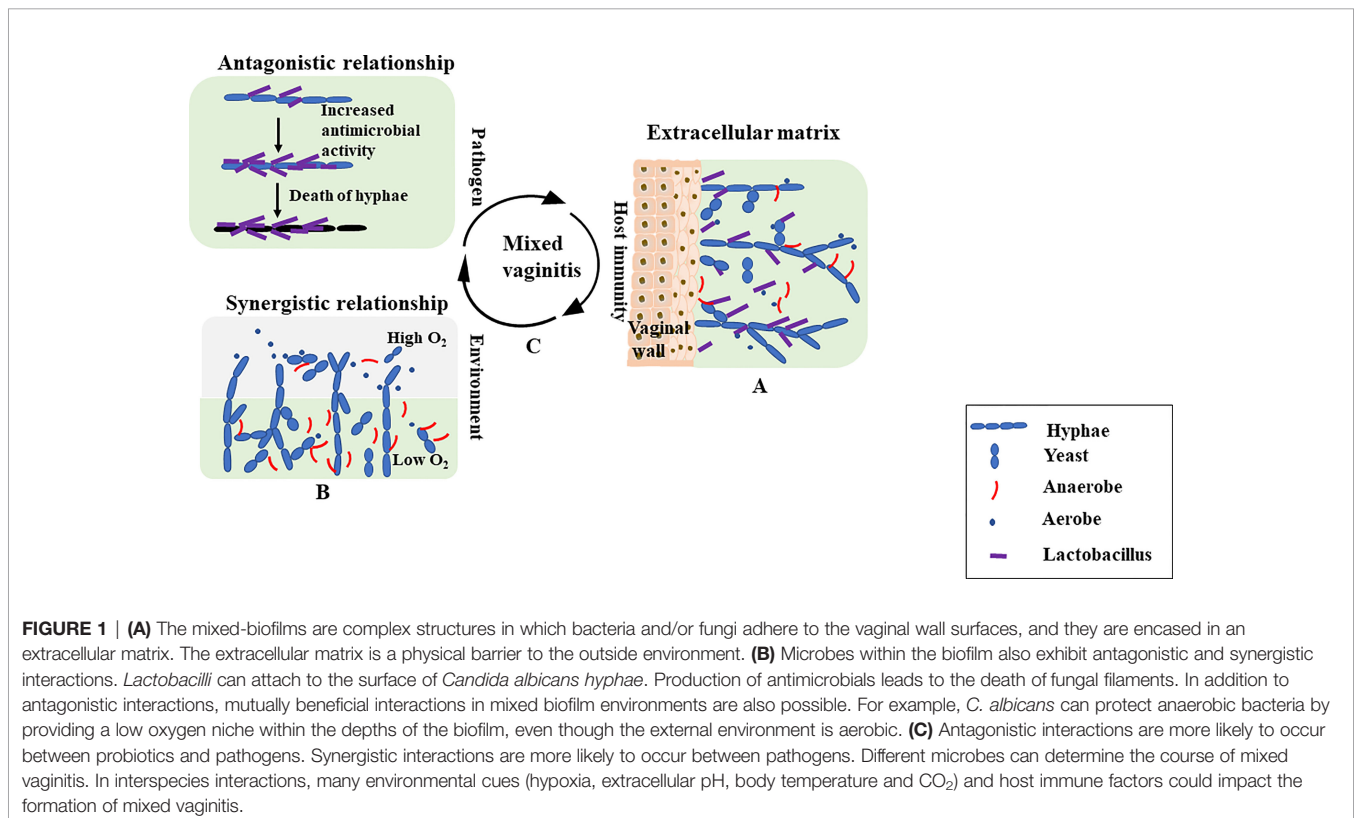 Antagonistic relationship
Increased
antimicrobial
activity
Death of hyphae
Synergistic relationship
High O2
Low O2
B
Pathogen
Mixed
vaginitis
C
Environment
Host immunity
Extracellular matrix
Vaginal
wall
A
Hyphae
Yeast
Anaerobe
Aerobe
Lactobacillus
FIGURE 1 | (A) The mixed-biofilms are complex structures in which bacteria and/or fungi adhere to the vaginal wall surfaces, and they are encased in an
extracellular matrix. The extracellular matrix is a physical barrier to the outside environment. (B) Microbes within the biofilm also exhibit antagonistic and synergistic
interactions. Lactobacilli can attach to the surface of Candida albicans hyphae. Production of antimicrobials leads to the death of fungal filaments. In addition to
antagonistic interactions, mutually beneficial interactions in mixed biofilm environments are also possible. For example, C. albicans can protect anaerobic bacteria by
providing a low oxygen niche within the depths of the biofilm, even though the external environment is aerobic. (C) Antagonistic interactions are more likely to occur
between probiotics and pathogens. Synergistic interactions are more likely to occur between pathogens. Different microbes can determine the course of mixed
vaginitis. In interspecies interactions, many environmental cues (hypoxia, extracellular pH, body temperature and CO2) and host immune factors could impact the
formation of mixed vaginitis.